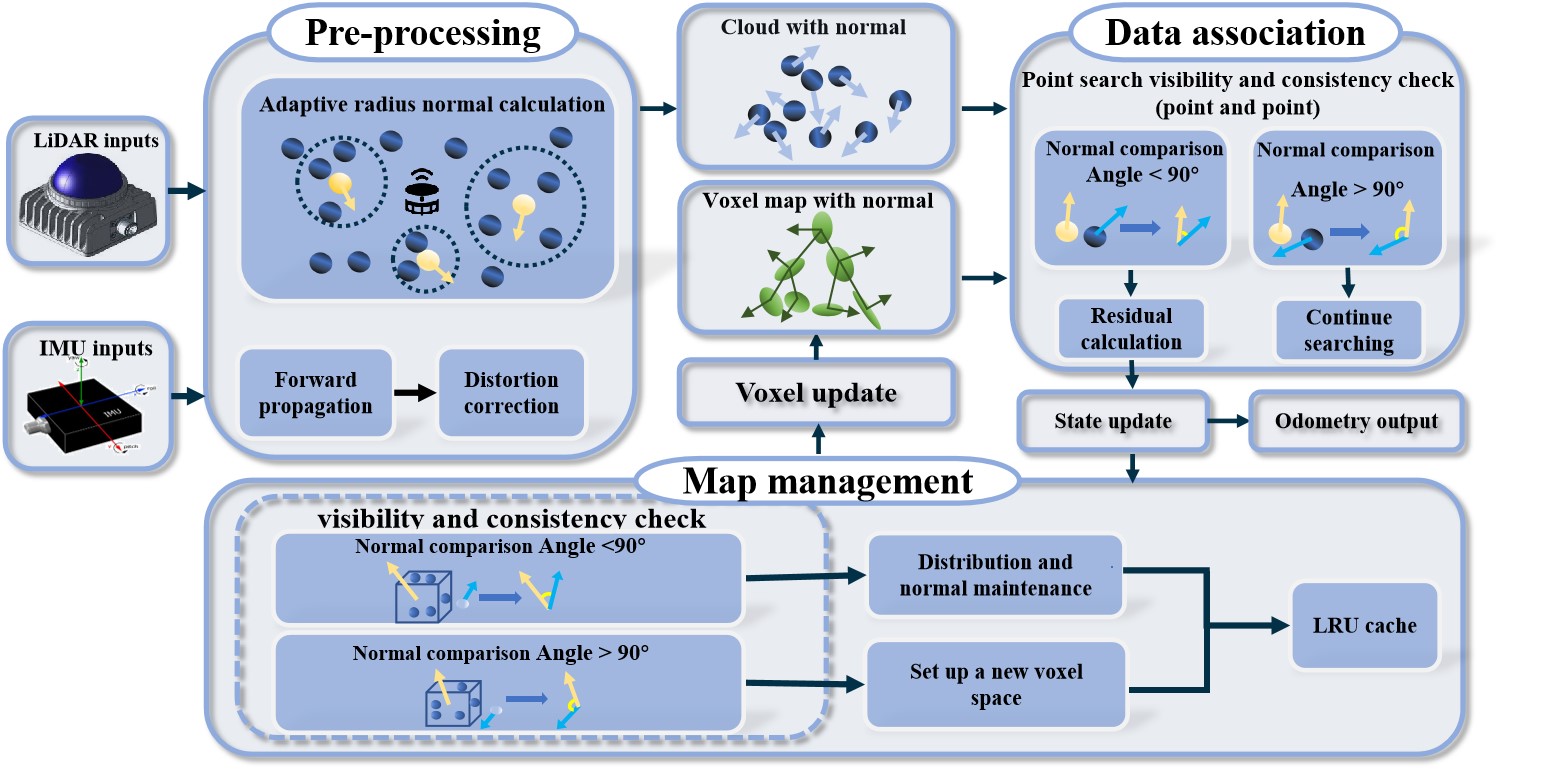 Pre-processing
Adaptive radius normal calculation
LiDAR inputs
IMU inputs
IMU
Forward
propagation
Distortion
correction
Cloud with normal
Voxel map with normal
Voxel update
Data association
Point search visibility and consistency check
(point and point)
Normal comparison
Angle < 90°
Normal comparison
Angle > 90°
Residual
calculation
Continue
searching
State update
Odometry output
Map management
visibility and consistency check
Normal comparison Angle <90°
Normal comparison Angle > 90°
Distribution and
normal maintenance
Set up a new voxel
space
LRU cache